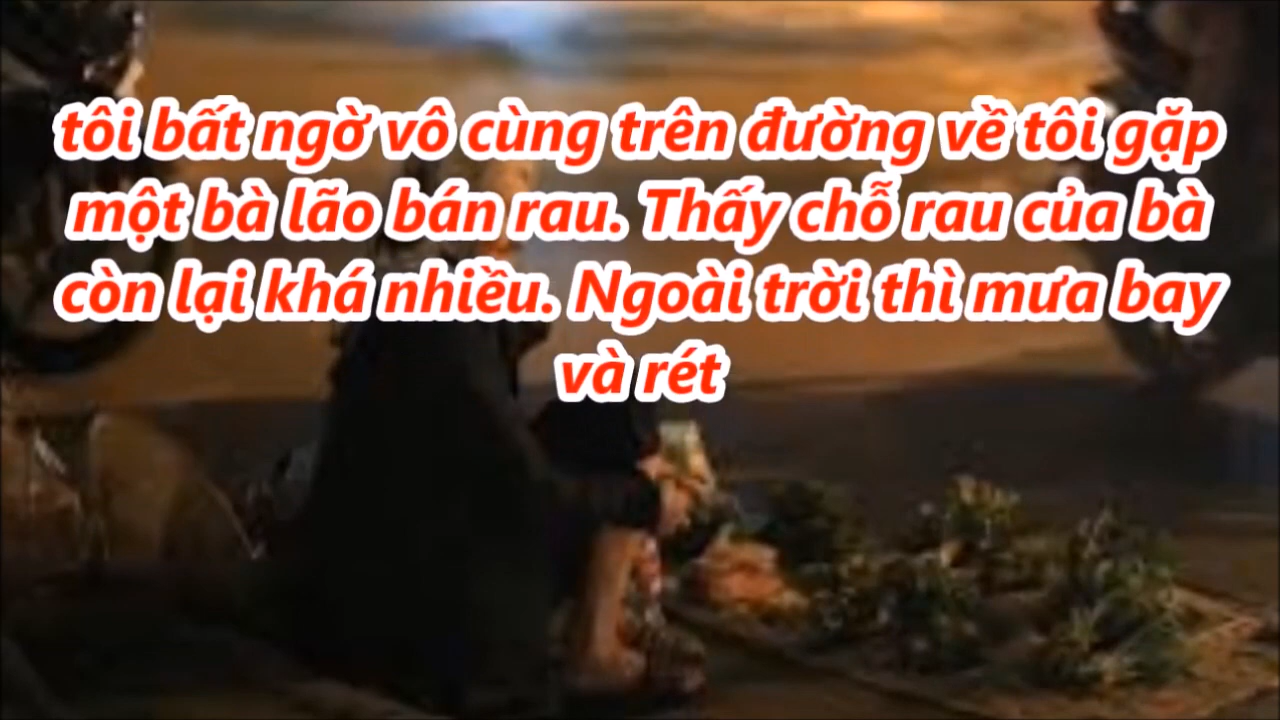 tôi bất ngờ vô cùng trên đường về tôi gặp
một bà lão bán rau. Thấy chỗ rau của bà
còn lại khá nhiều. Ngoài trời thì mưa bay
và rét